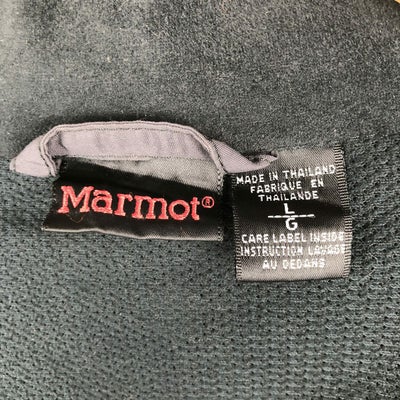 Marmot®
MADE IN THAILAND
FABRIQUE EN
THAILANDE
L
G
CARE LABEL INSIDE
INSTRUCTION LAVAGE
AU DEDANS